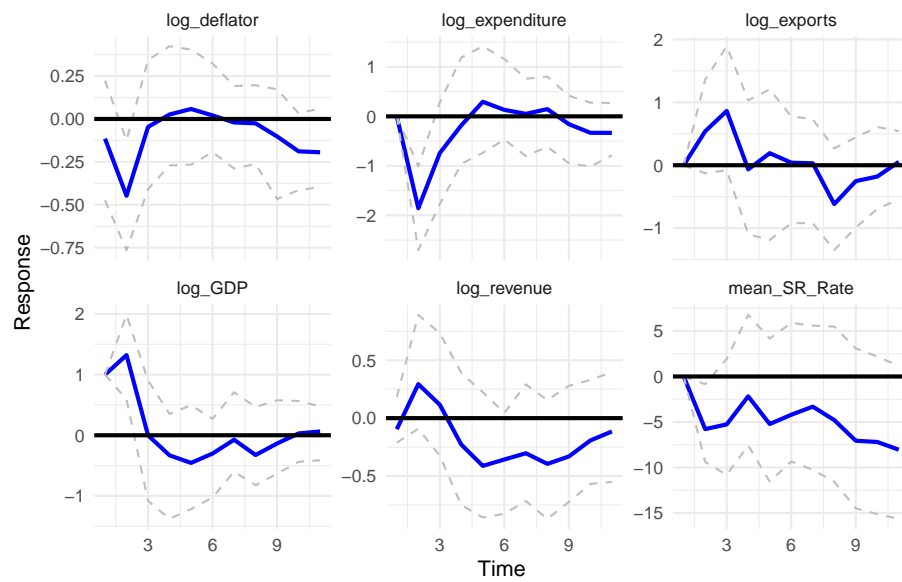 log_deflator
log_expenditure
log_exports
0.25
0.00
−0.25
−0.50
−0.75
1
0
−1
−2
2
1
0
−1
Response
log_GDP
log_revenue
mean_SR_Rate
2
1
0
−1
0.5
0.0
−0.5
5
0
−5
−10
−15
3 6 9
3 6 9
3 6 9
Time